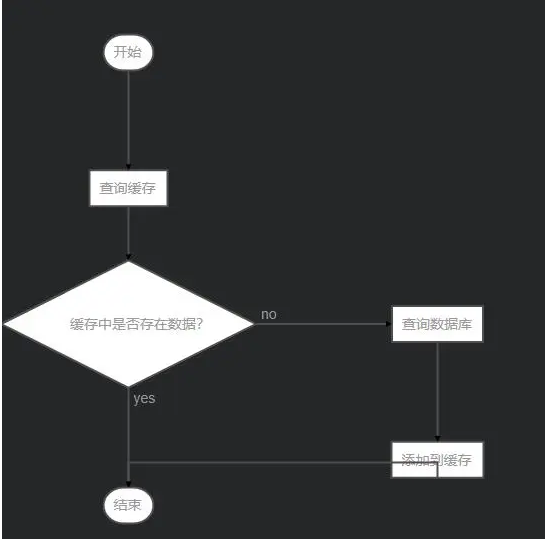 开始
查询缓存
缓存中是否存在数据?
no
查询数据库
yes
添加到缓存
结束